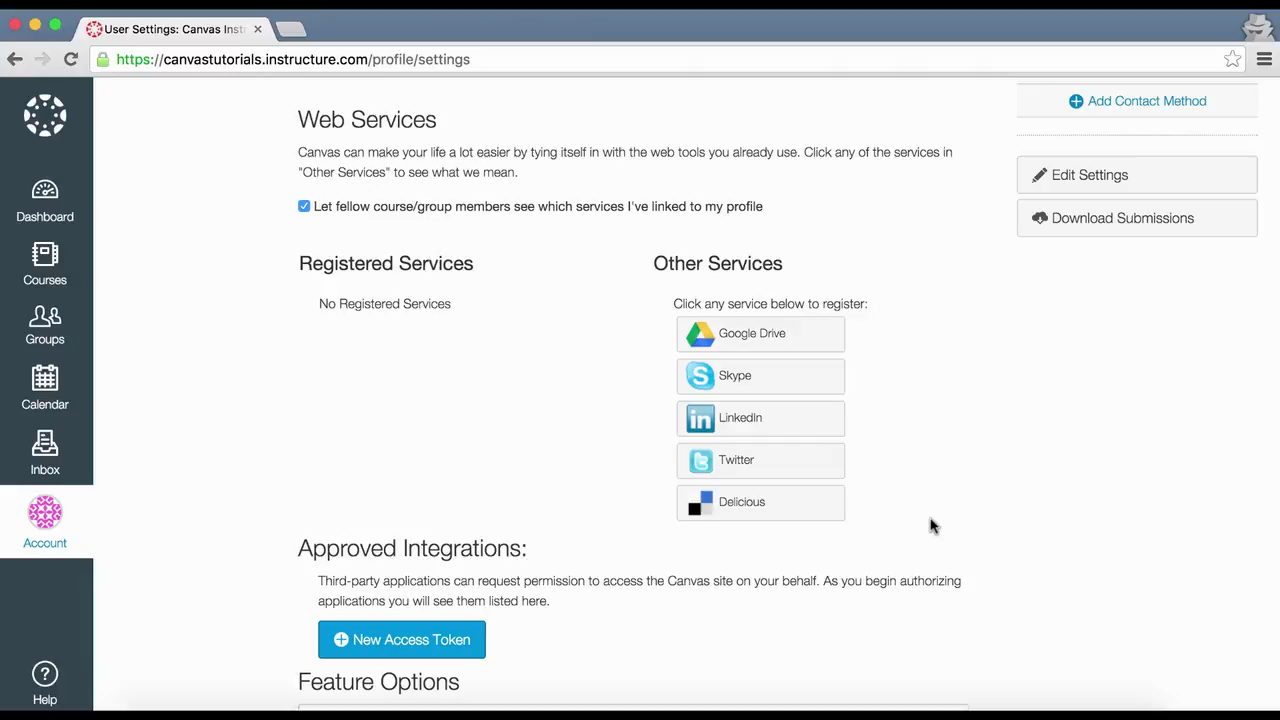 User Settings: Canvas Inst
https://canvastutorials.instructure.com/profile/settings
Dashboard
Courses
Groups
Calendar
Inbox
Account
Help
Web Services
Canvas can make your life a lot easier by tying itself in with the web tools you already use. Click any of the services in
"Other Services" to see what we mean.
Let fellow course/group members see which services I've linked to my profile
Registered Services
No Registered Services
Other Services
Click any service below to register:
Google Drive
Skype
LinkedIn
Twitter
Delicious
Approved Integrations:
Third-party applications can request permission to access the Canvas site on your behalf. As you begin authorizing
applications you will see them listed here.
New Access Token
Feature Options
Add Contact Method
Edit Settings
Download Submissions